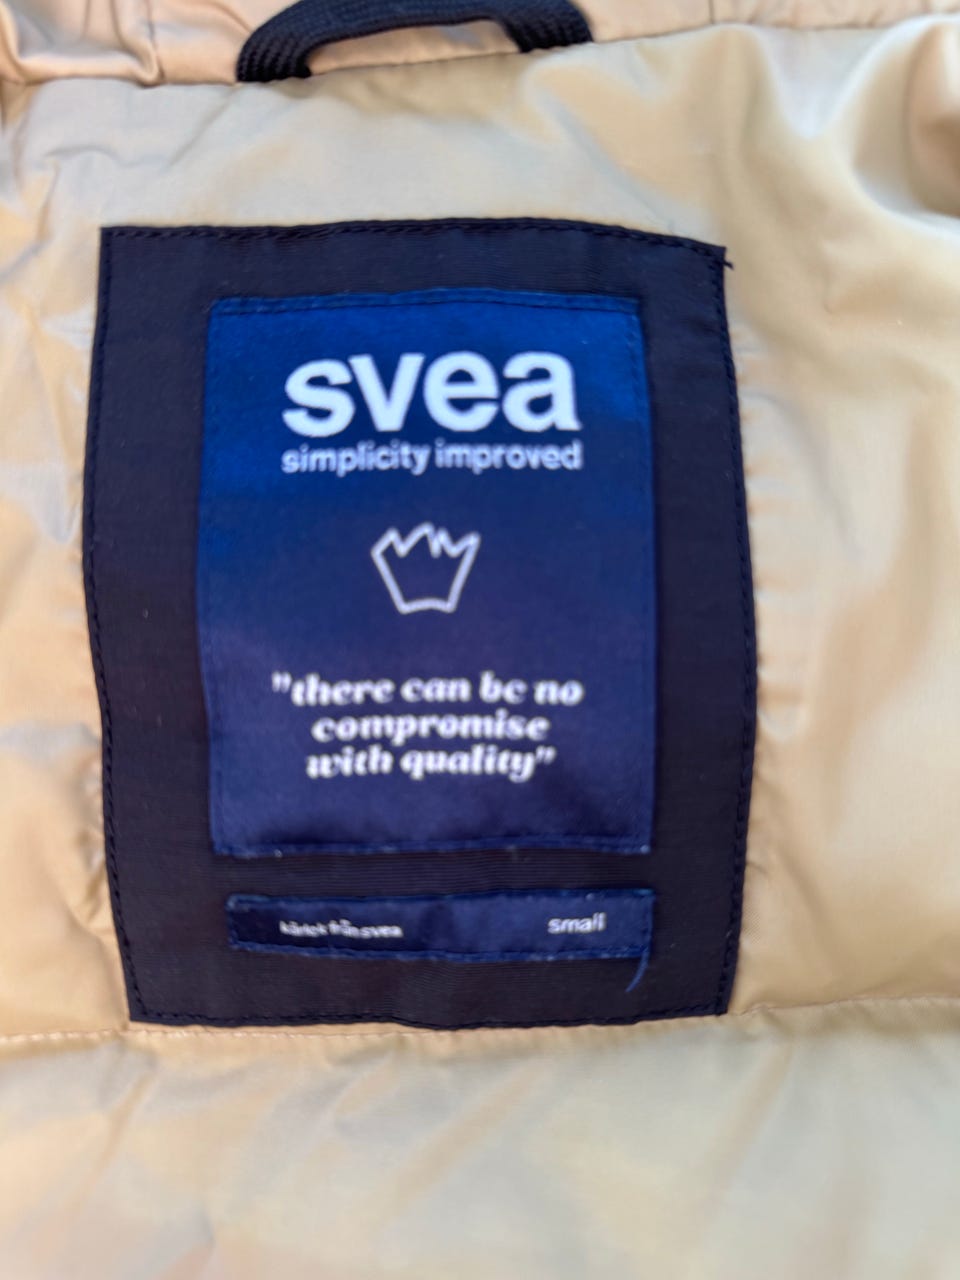 svea
simplicity improved
"there can be no
compromise
with quality"
kärlek från svea
small